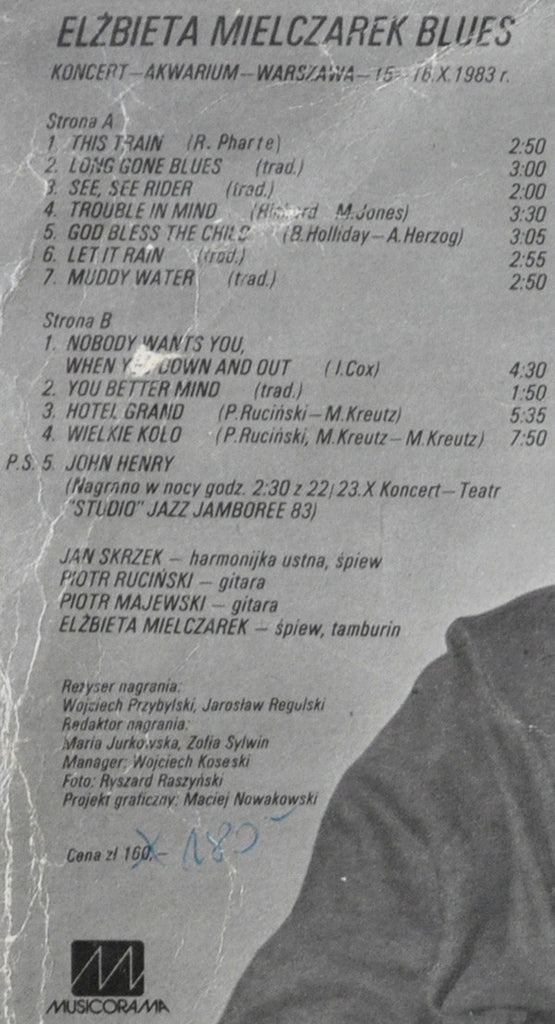 ELŻBIETA MIELCZAREK BLUES
KONCERT—AKWARIUM—WARSZAWA—15—16.X.1983 r.
Strona A
1. THIS TRAIN (R. Pharte) 2:50
2. LONG GONE BLUES (trad.) 3:00
3. SEE, SEE RIDER (trad.) 2:00
4. TROUBLE IN MIND (Richard M.Jones) 3:30
5. GOD BLESS THE CHILD (B.Holliday—A.Herzog) 3:05
6. LET IT RAIN (trad.) 2:55
7. MUDDY WATER (trad.) 2:50
Strona B
1. NOBODY WANTS YOU,
WHEN YOU DOWN AND OUT (I.Cox) 4:30
2. YOU BETTER MIND (trad.) 1:50
3. HOTEL GRAND (P.Ruciński—M.Kreutz) 5:35
4. WIELKIE KOLO (P.Ruciński, M.Kreutz—M.Kreutz) 7:50
P.S. 5. JOHN HENRY
(Nagrano w nocy godz. 2:30 z 22/23.X Koncert—Teatr
"STUDIO" JAZZ JAMBOREE 83)
JAN SKRZEK — harmonijka ustna, śpiew
PIOTR RUCIŃSKI — gitara
PIOTR MAJEWSKI — gitara
ELŻBIETA MIELCZAREK — śpiew, tamburin
Reżyser nagrania:
Wojciech Przybylski, Jarosław Regulski
Redaktor nagrania:
Maria Jurkowska, Zofia Sylwin
Manager: Wojciech Koseski
Foto: Ryszard Raszyński
Projekt graficzny: Maciej Nowakowski
Cena zł 160,— x 180-
MUSICORAMA